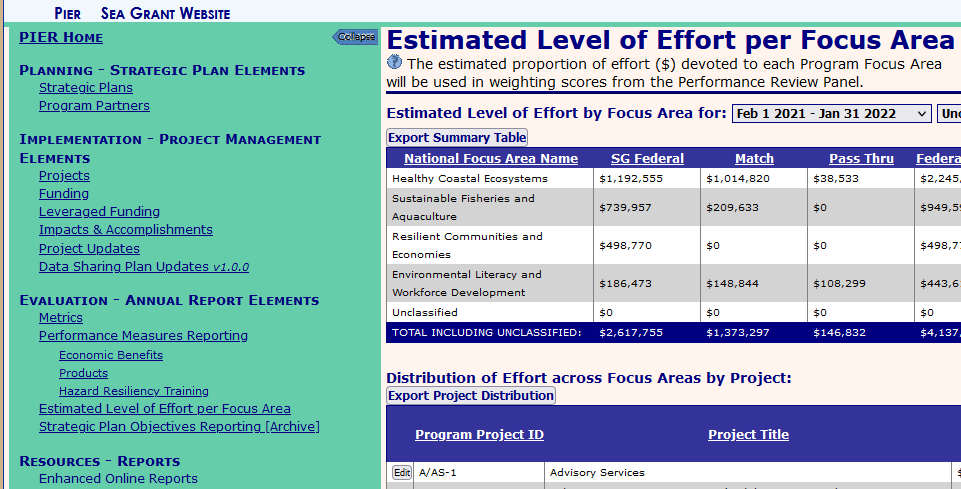 PIER SEA GRANT WEBSITE
PIER HOME
Collapse
PLANNING - STRATEGIC PLAN ELEMENTS
Strategic Plans
Program Partners
IMPLEMENTATION - PROJECT MANAGEMENT
ELEMENTS
Projects
Funding
Leveraged Funding
Impacts & Accomplishments
Project Updates
Data Sharing Plan Updates v1.0.0
EVALUATION - ANNUAL REPORT ELEMENTS
Metrics
Performance Measures Reporting
Economic Benefits
Products
Hazard Resiliency Training
Estimated Level of Effort per Focus Area
Strategic Plan Objectives Reporting [Archive]
RESOURCES - REPORTS
Enhanced Online Reports
Estimated Level of Effort per Focus Area
? The estimated proportion of effort ($) devoted to each Program Focus Area
will be used in weighting scores from the Performance Review Panel.
Estimated Level of Effort by Focus Area for: Feb 1 2021 - Jan 31 2022 Unc
Export Summary Table
National Focus Area Name SG Federal Match Pass Thru Federa
Healthy Coastal Ecosystems $1,192,555 $1,014,820 $38,533 $2,245,
Sustainable Fisheries and
Aquaculture $739,957 $209,633 $0 $949,59
Resilient Communities and
Economies $498,770 $0 $0 $498,77
Environmental Literacy and
Workforce Development $186,473 $148,844 $108,299 $443,61
Unclassified $0 $0 $0 $0
TOTAL INCLUDING UNCLASSIFIED: $2,617,755 $1,373,297 $146,832 $4,137,
Distribution of Effort across Focus Areas by Project:
Export Project Distribution
Program Project ID Project Title
Edit A/AS-1 Advisory Services $